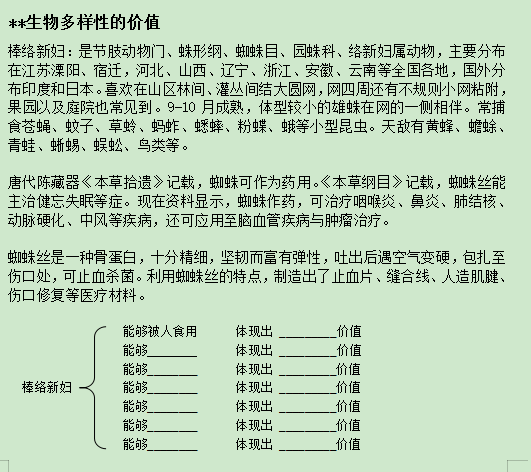 **生物多样性的价值
棒络新妇：是节肢动物门、蛛形纲、蜘蛛目、园蛛科、络新妇属动物，主要分布
在江苏溧阳、宿迁，河北、山西、辽宁、浙江、安徽、云南等全国各地，国外分
布印度和日本。喜欢在山区林间、灌丛间结大圆网，网四周还有不规则小网粘附，
果园以及庭院也常见到。9-10 月成熟，体型较小的雄蛛在网的一侧相伴。常捕
食苍蝇、蚊子、草蛉、蚂蚱、蟋蟀、粉蝶、蛾等小型昆虫。天敌有黄蜂、蟾蜍、
青蛙、蜥蜴、蜈蚣、鸟类等。
唐代陈藏器《本草拾遗》记载，蜘蛛可作为药用。《本草纲目》记载，蜘蛛丝能
主治健忘失眠等症。现在资料显示，蜘蛛作药，可治疗咽喉炎、鼻炎、肺结核、
动脉硬化、中风等疾病，还可应用至脑血管疾病与肿瘤治疗。
蜘蛛丝是一种骨蛋白，十分精细，坚韧而富有弹性，吐出后遇空气变硬，包扎至
伤口处，可止血杀菌。利用蜘蛛丝的特点，制造出了止血片、缝合线、人造肌腱、
伤口修复等医疗材料。
能够被人食用 体现出 ________价值
能够_______ 体现出 ________价值
能够_______ 体现出 ________价值
棒络新妇 能够_______ 体现出 ________价值
能够_______ 体现出 ________价值
能够_______ 体现出 ________价值
能够_______ 体现出 ________价值